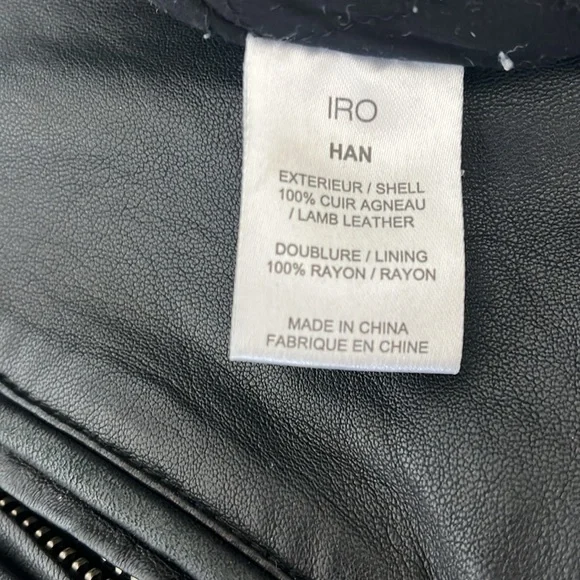 IRO
HAN
EXTERIEUR / SHELL
100% CUIR AGNEAU
/ LAMB LEATHER
DOUBLURE / LINING
100% RAYON / RAYON
MADE IN CHINA
FABRIQUE EN CHINE